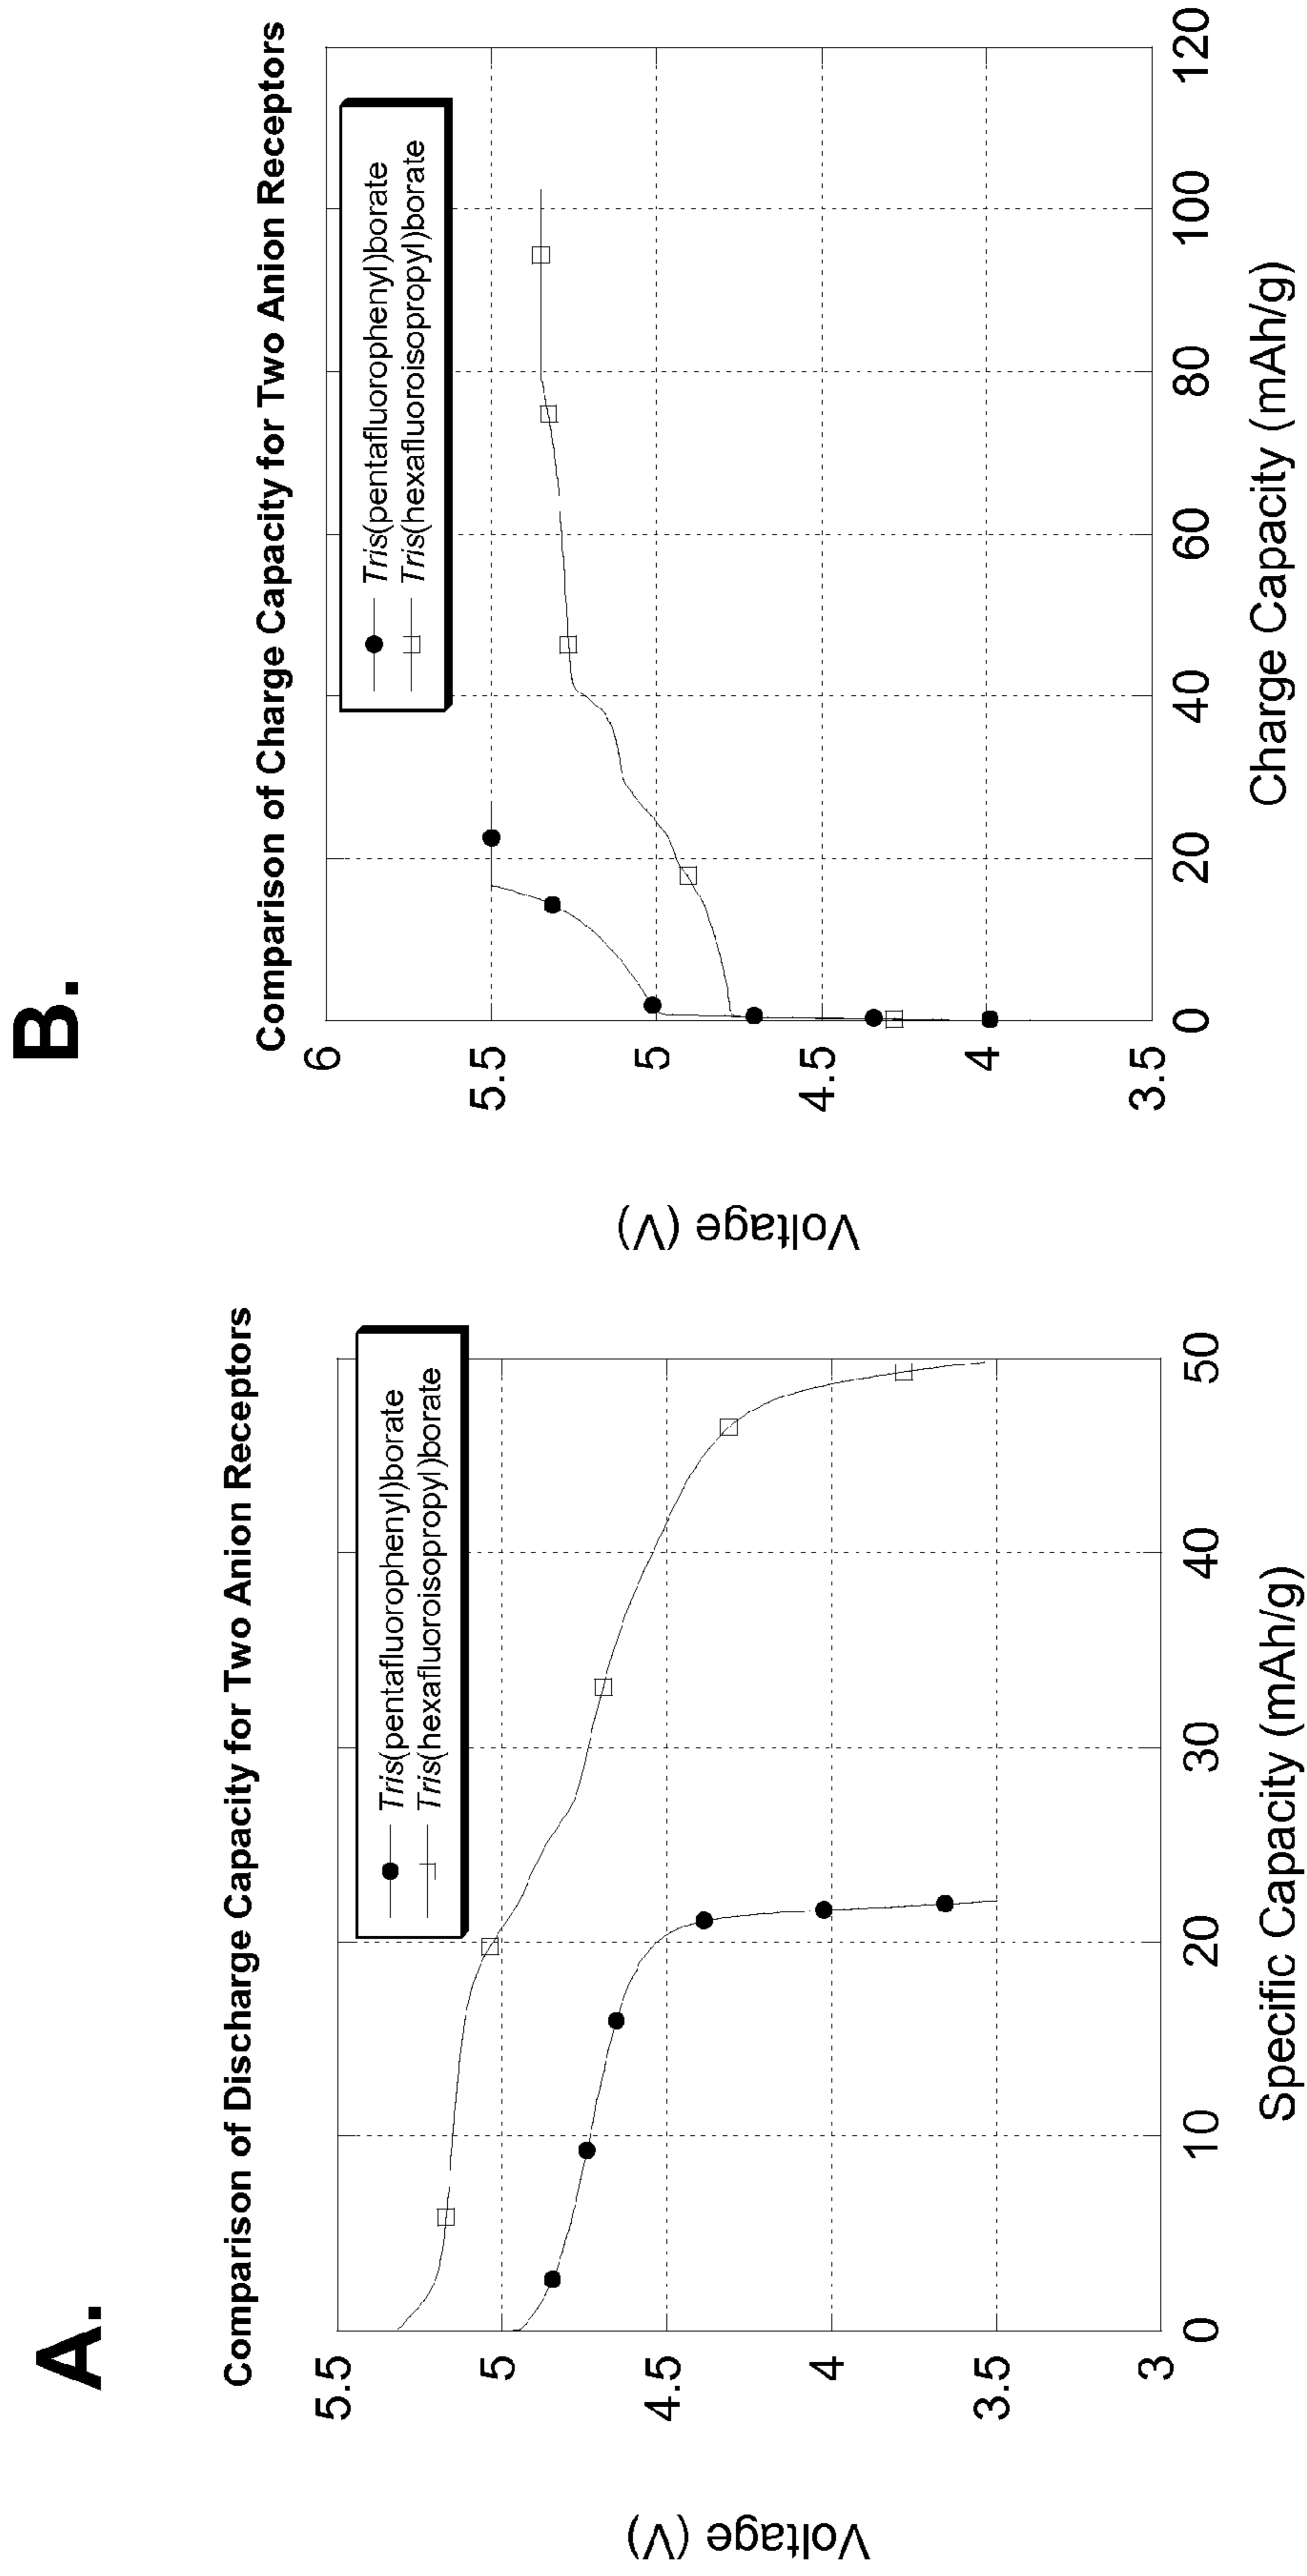 A.
Comparison of Discharge Capacity for Two Anion Receptors
Tris(pentafluorophenyl)borate
Tris(hexafluoroisopropyl)borate
5.5
5
4.5
4
3.5
3
Voltage (V)
0 10 20 30 40 50
Specific Capacity (mAh/g)
B.
Comparison of Charge Capacity for Two Anion Receptors
Tris(pentafluorophenyl)borate
Tris(hexafluoroisopropyl)borate
6
5.5
5
4.5
4
3.5
Voltage (V)
0 20 40 60 80 100 120
Charge Capacity (mAh/g)